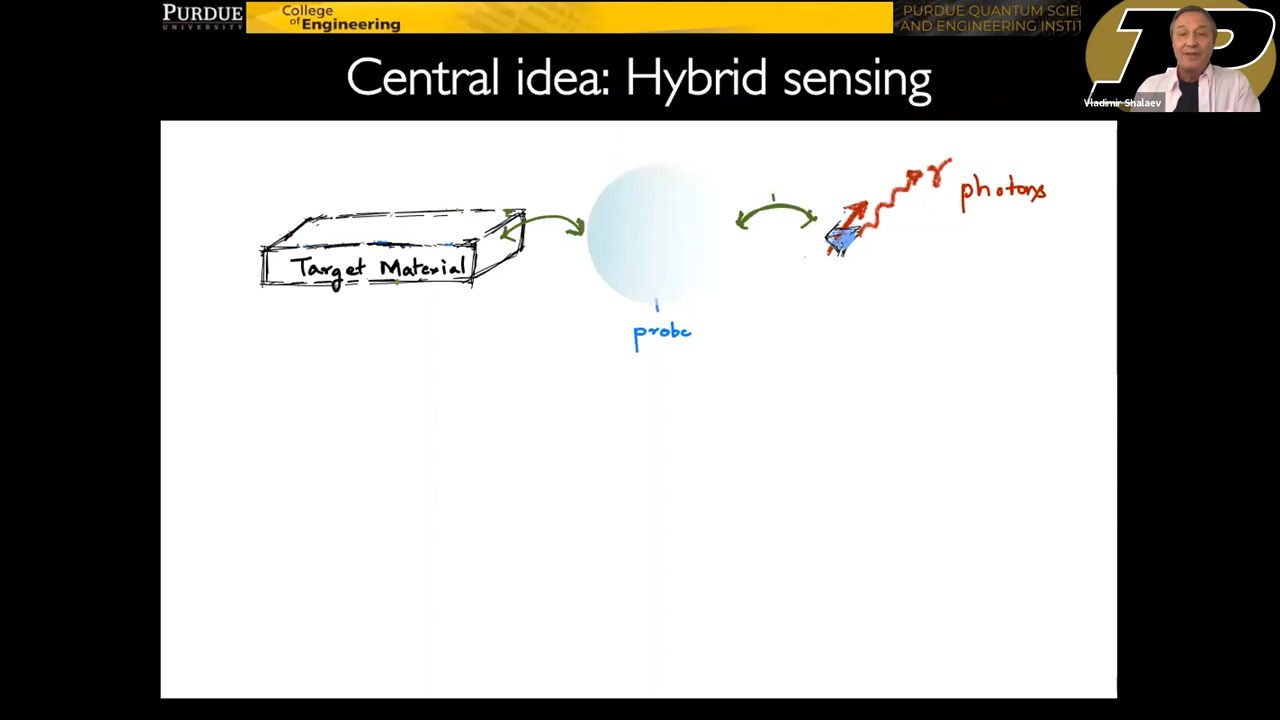 PURDUE
UNIVERSITY
College
of Engineering
PURDUE QUANTUM SCIE
AND ENGINEERING INSTIT
Vladimir Shalaev
Central idea: Hybrid sensing
Target Material
probe
γ
photons